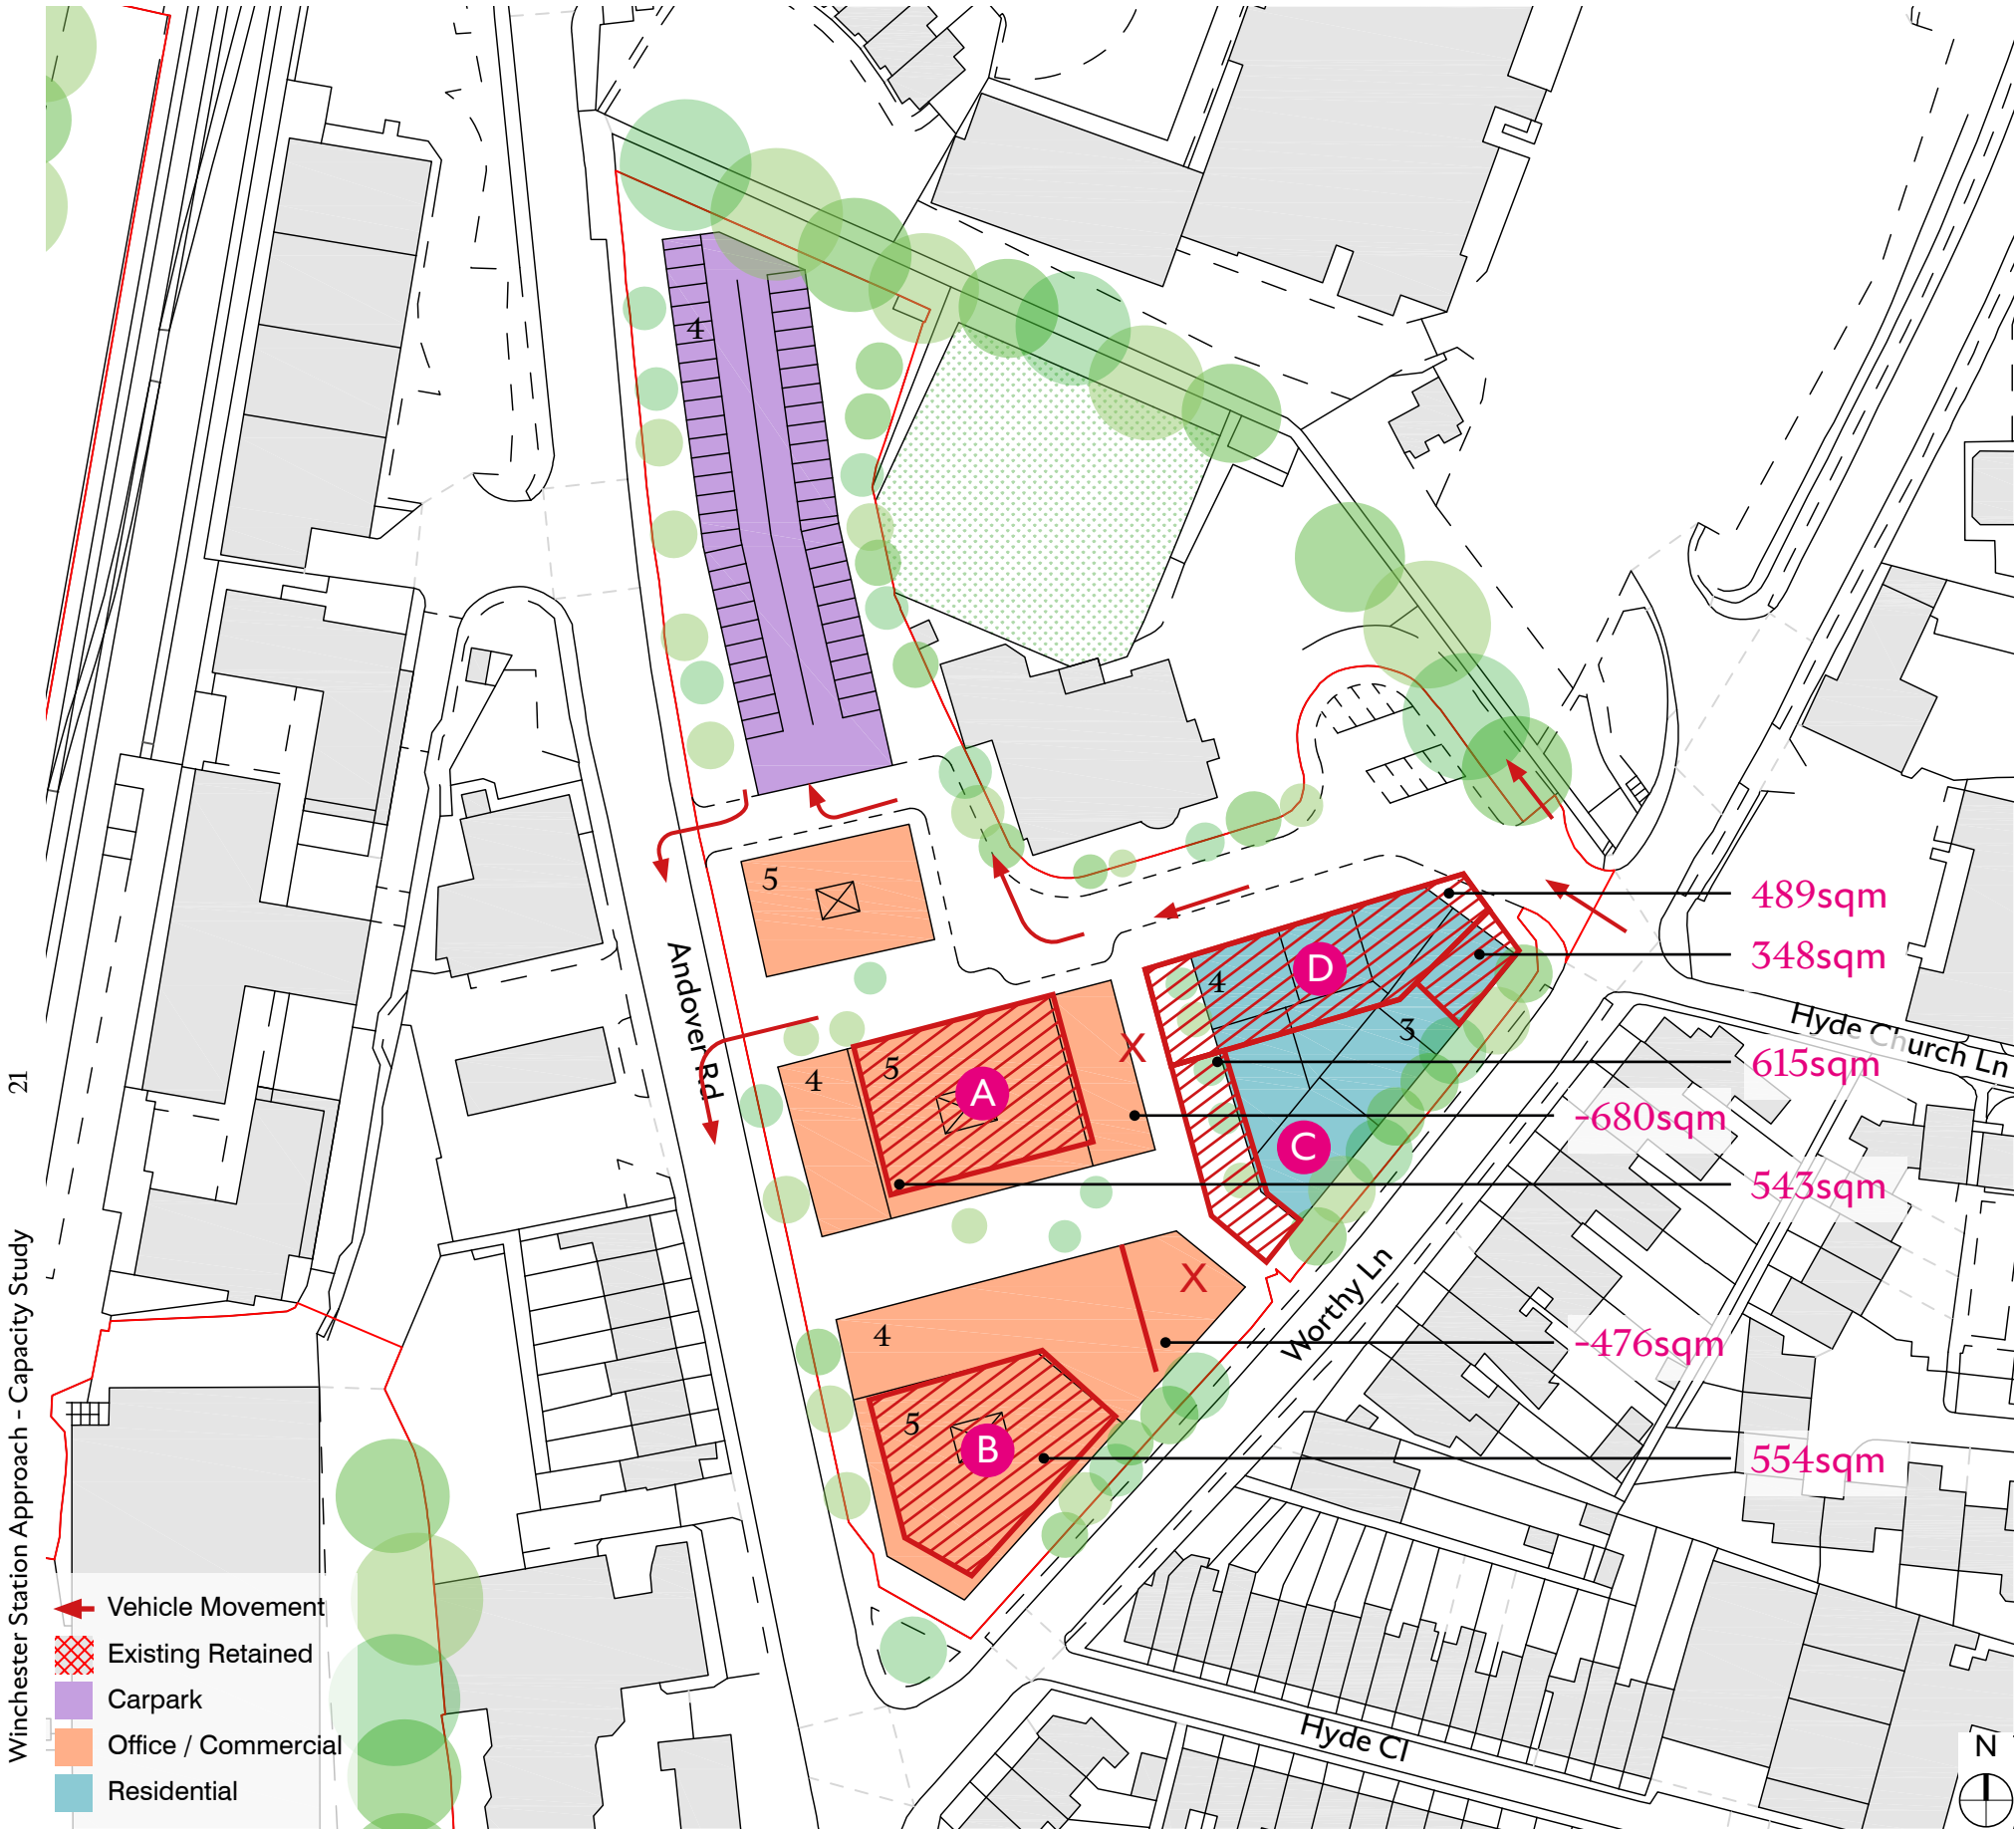 4
5
Andover Rd
4
5
A
X
4
D
3
C
489sqm
348sqm
Hyde Church Ln
615sqm
-680sqm
543sqm
4
X
Worthy Ln
-476sqm
5
B
554sqm
21
Winchester Station Approach - Capacity Study
Vehicle Movement
Existing Retained
Carpark
Office / Commercial
Residential
Hyde Cl
N